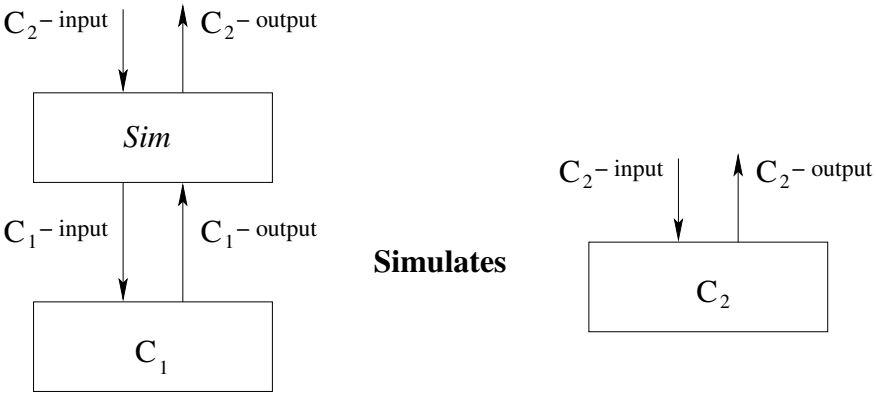 C₂– input
C₂– output
Sim
C₁– input
C₁– output
C₁
Simulates
C₂– input
C₂– output
C₂